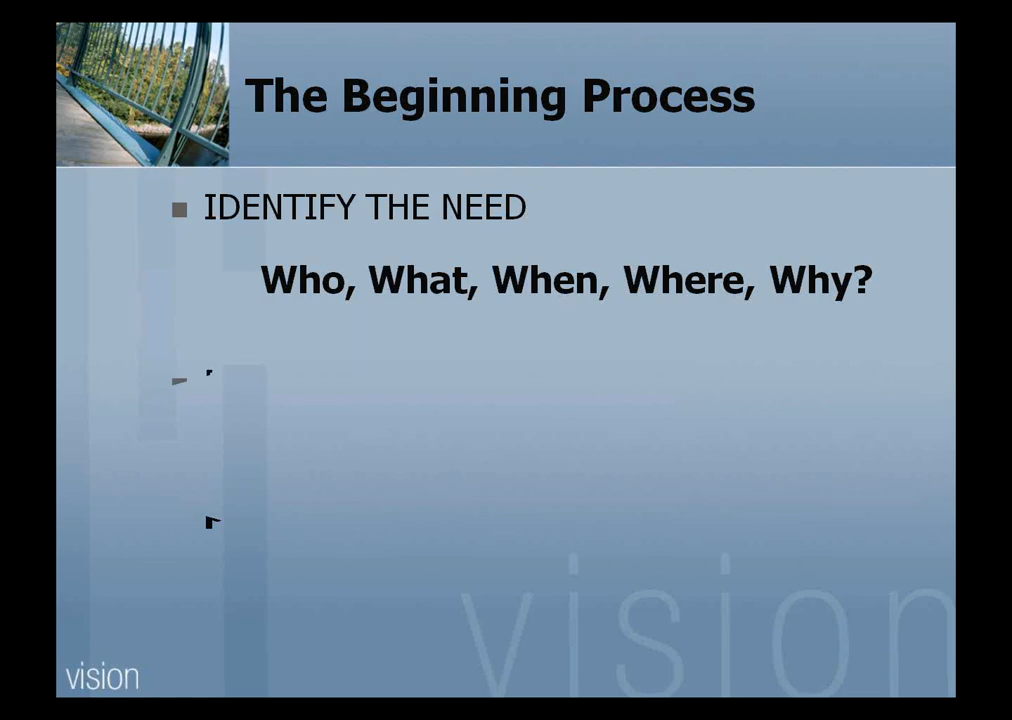 The Beginning Process
IDENTIFY THE NEED
Who, What, When, Where, Why?
vision
vision